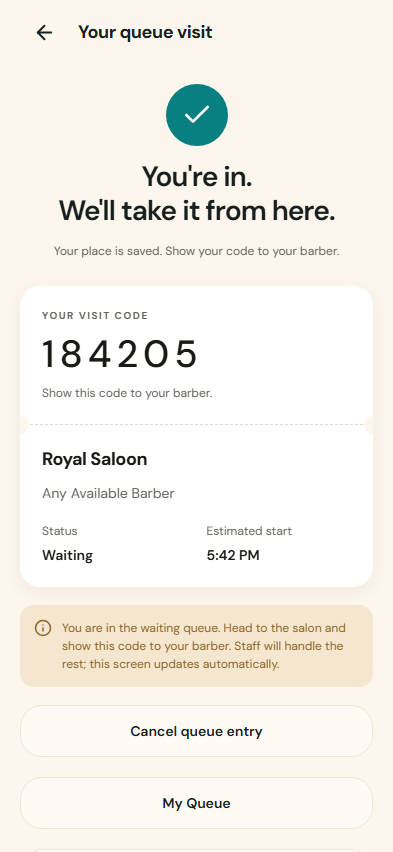 Your queue visit
You're in.
We'll take it from here.
Your place is saved. Show your code to your barber.
YOUR VISIT CODE
184205
Show this code to your barber.
Royal Saloon
Any Available Barber
Status
Estimated start
Waiting
5:42 PM
You are in the waiting queue. Head to the salon and
show this code to your barber. Staff will handle the
rest; this screen updates automatically.
Cancel queue entry
My Queue